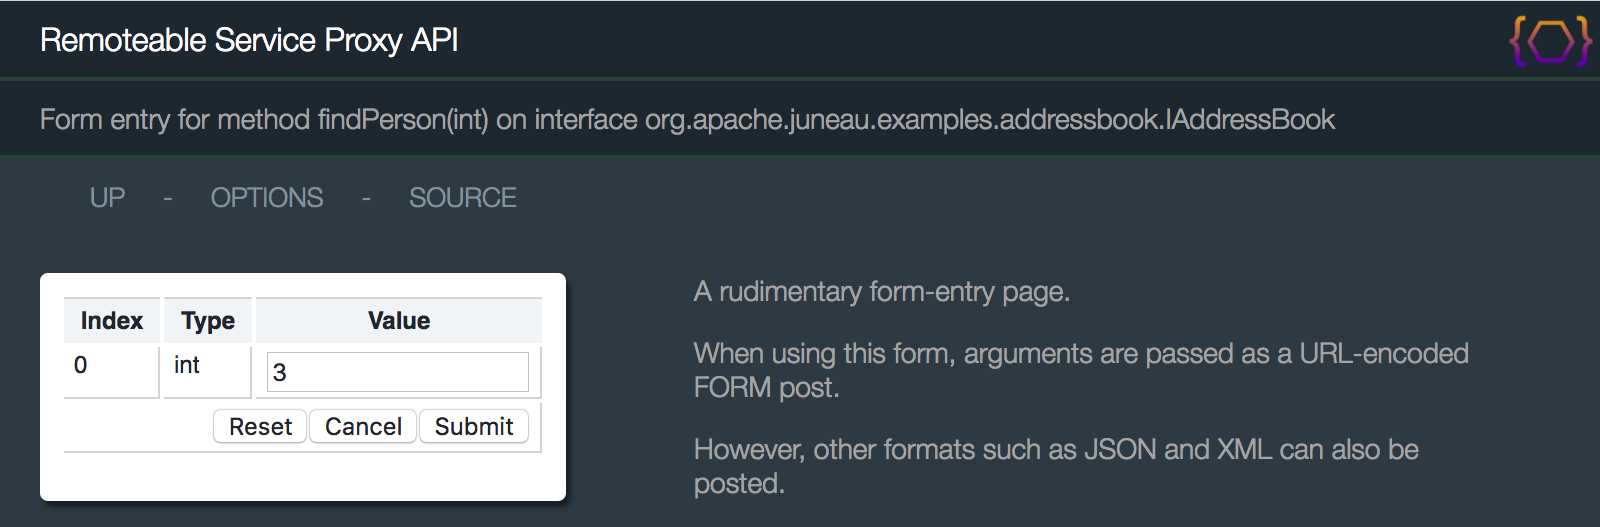 Remoteable Service Proxy API
Form entry for method findPerson(int) on interface org.apache.juneau.examples.addressbook.IAddressBook
UP - OPTIONS - SOURCE
Index Type Value
0 int 3
Reset Cancel Submit
A rudimentary form-entry page.
When using this form, arguments are passed as a URL-encoded
FORM post.
However, other formats such as JSON and XML can also be
posted.